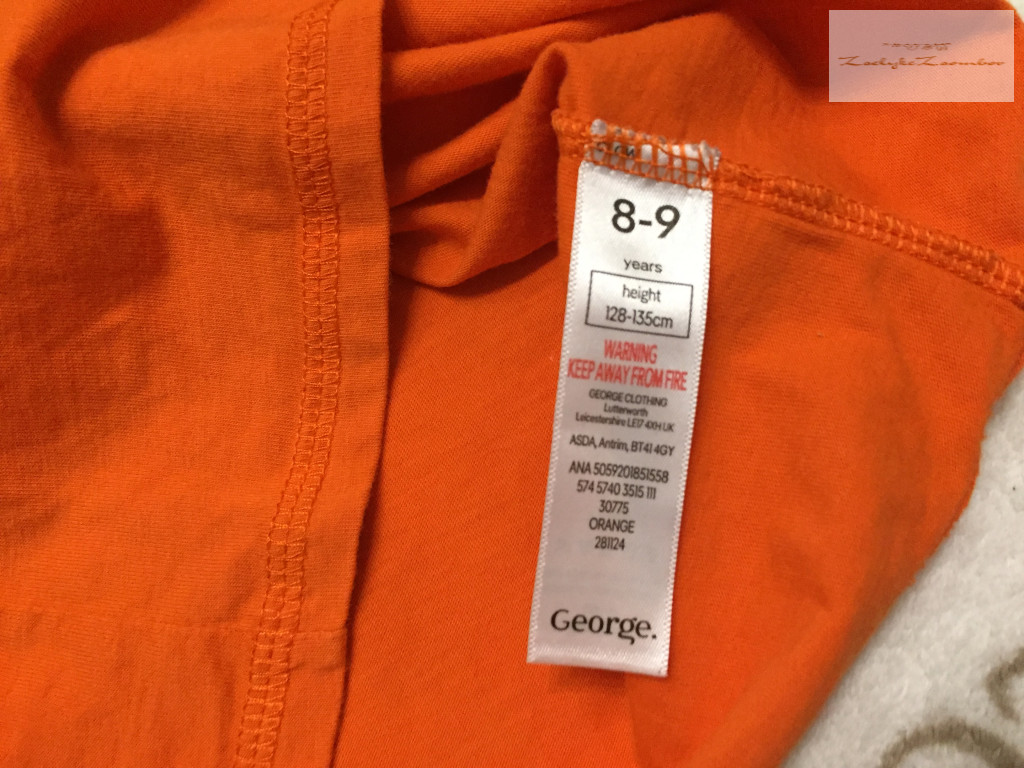 8-9
years
height
128-135cm
WARNING
KEEP AWAY FROM FIRE
GEORGE CLOTHING
Lutterworth
Leicestershire LE17 4XH UK
ASDA, Antrim, BT41 4GY
ANA 5059201851558
574 5740 3515 111
30775
ORANGE
281124
George.